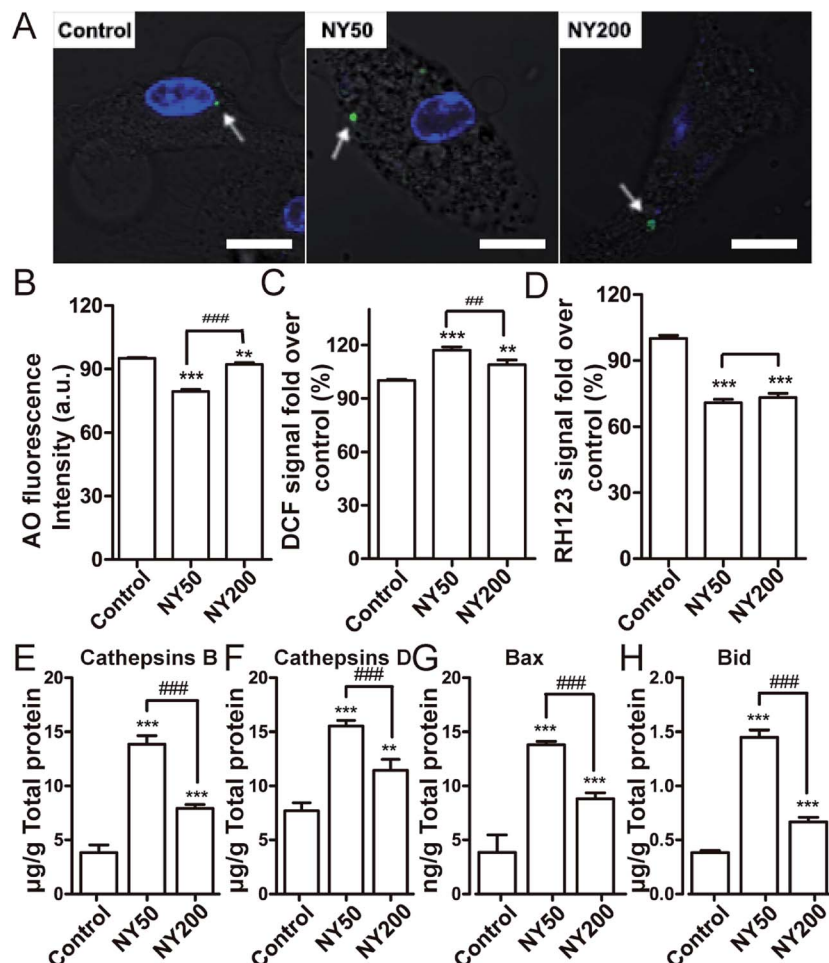 A
Control
NY50
NY200
B
AO fluorescence
Intensity (a.u.)
120
90
60
30
0
***
###
**
Control
NY50
NY200
C
DCF signal fold over
control (%)
120
90
60
30
0
***
##
**
Control
NY50
NY200
D
RH123 signal fold over
control (%)
120
90
60
30
0
***
***
Control
NY50
NY200
E
Cathepsins B
µg/g Total protein
20
15
10
5
0
***
###
***
Control
NY50
NY200
F
Cathepsins D
µg/g Total protein
20
15
10
5
0
***
###
**
Control
NY50
NY200
G
Bax
ng/g Total protein
20
15
10
5
0
***
###
***
Control
NY50
NY200
H
Bid
µg/g Total protein
2.0
1.5
1.0
0.5
0.0
***
###
***
Control
NY50
NY200